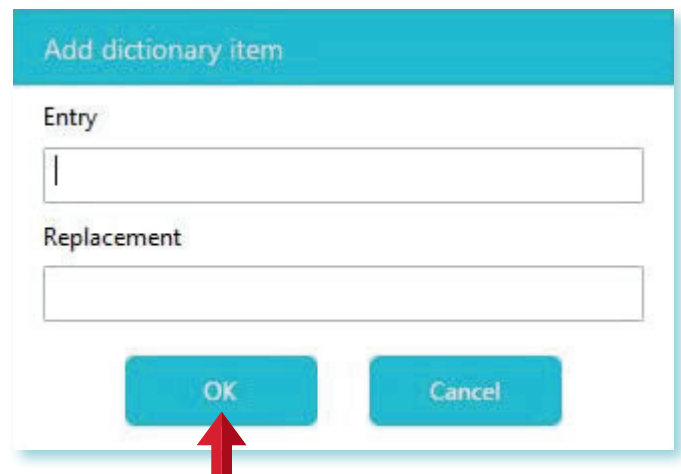 Add dictionary item
Entry
Replacement
OK
Cancel